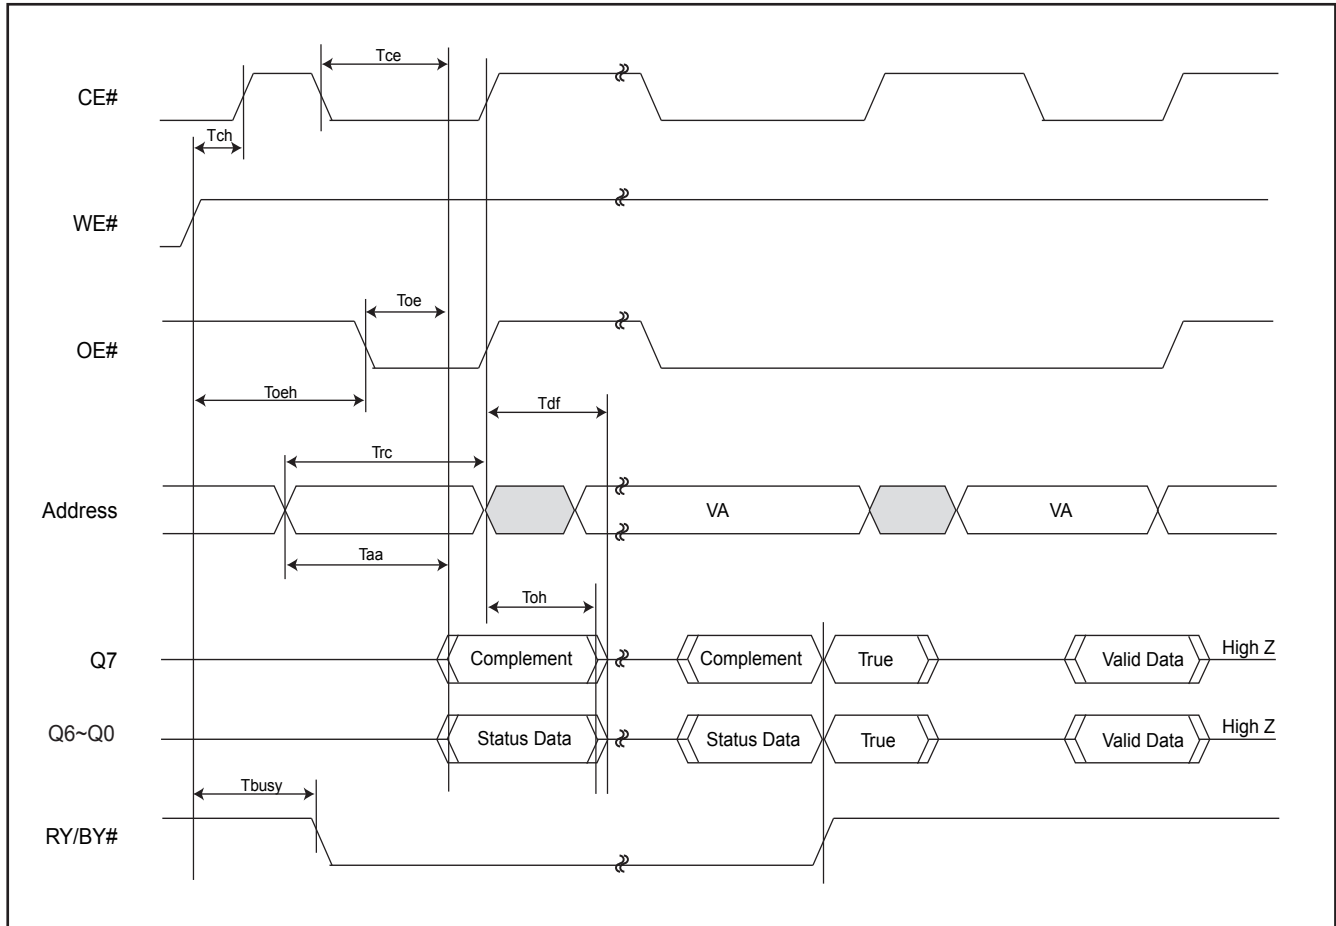 Tce
CE#
Tch
WE#
Toe
OE#
Toeh
Tdf
Trc
Address
VA
VA
Taa
Toh
Q7
Complement
Complement
True
Valid Data
High Z
Q6~Q0
Status Data
Status Data
True
Valid Data
High Z
Tbusy
RY/BY#